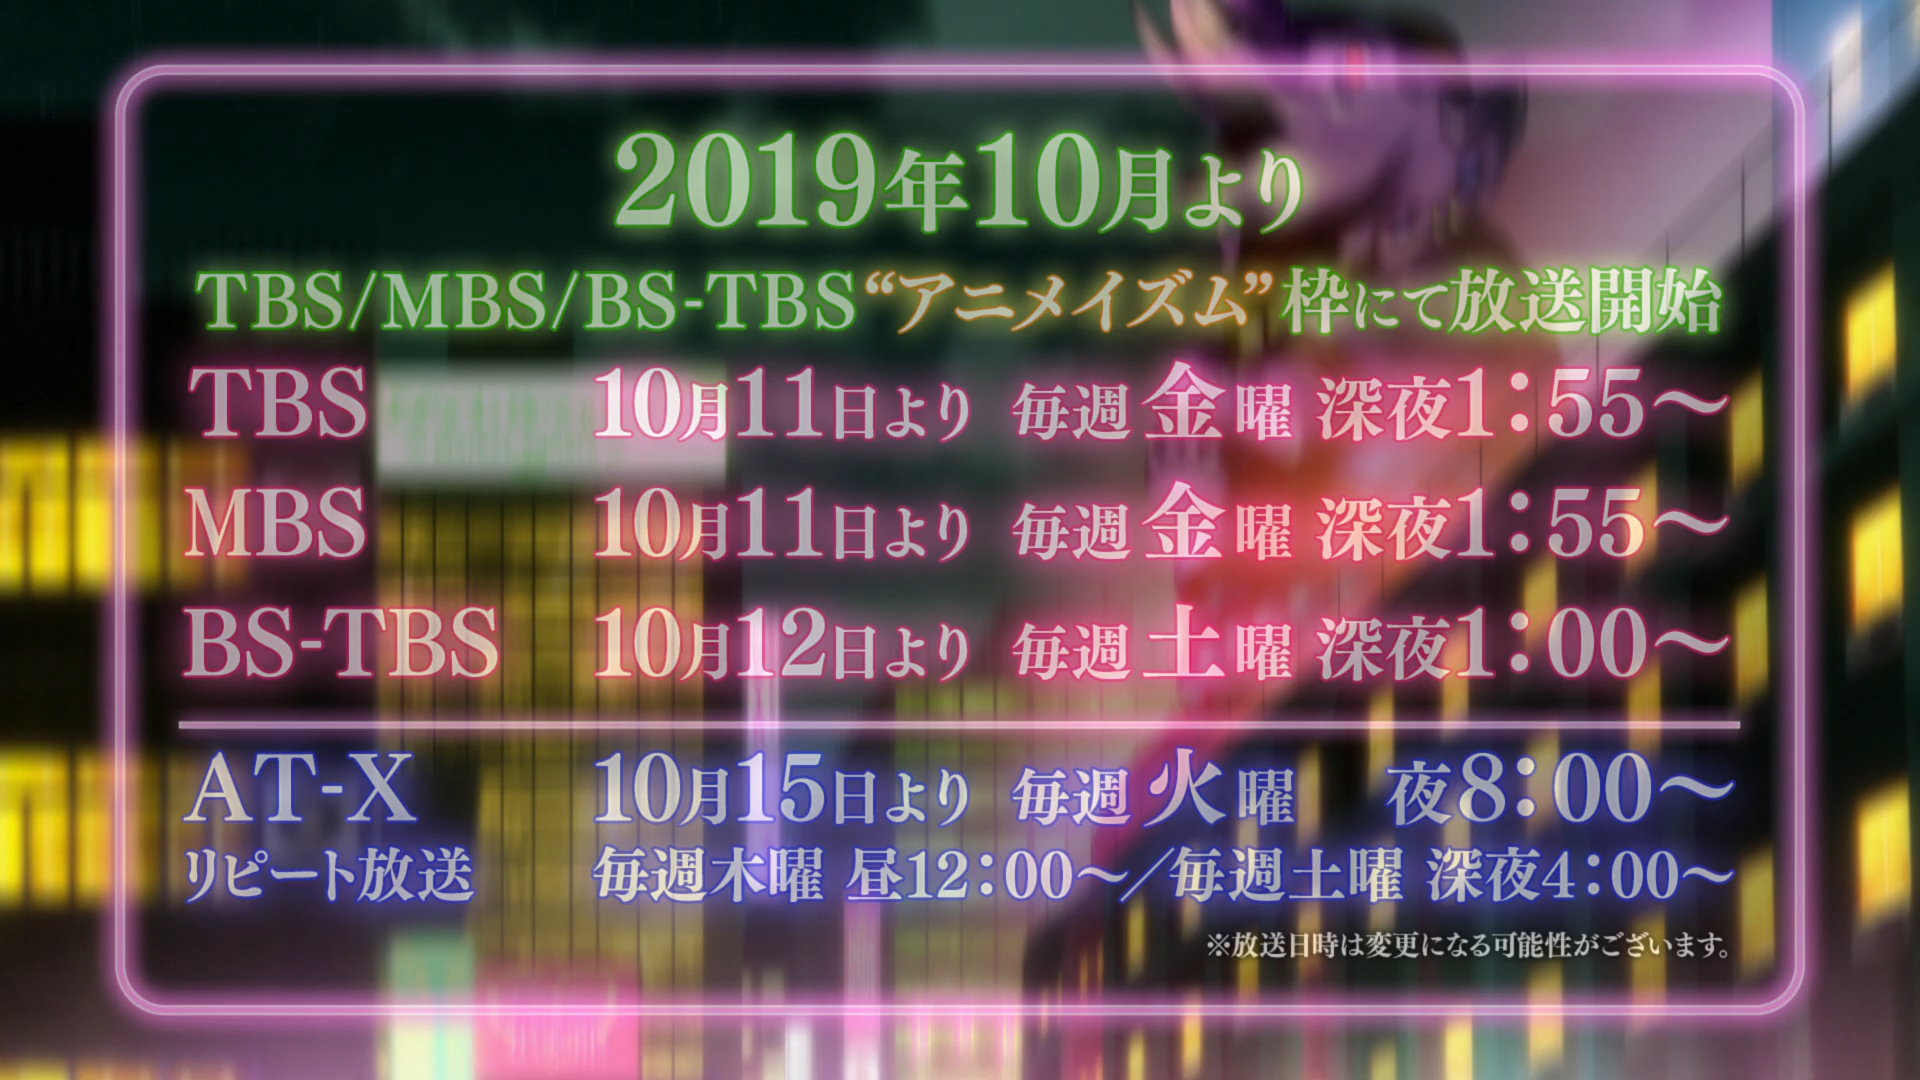 2019年10月より
TBS/MBS/BS-TBS“アニメイズム”枠にて放送開始
TBS 10月11日より 毎週金曜 深夜1:55～
MBS 10月11日より 毎週金曜 深夜1:55～
BS-TBS 10月12日より 毎週土曜 深夜1:00～
AT-X 10月15日より 毎週火曜 夜8:00～
リピート放送 毎週木曜 昼12:00～／毎週土曜 深夜4:00～
※放送日時は変更になる可能性がございます。